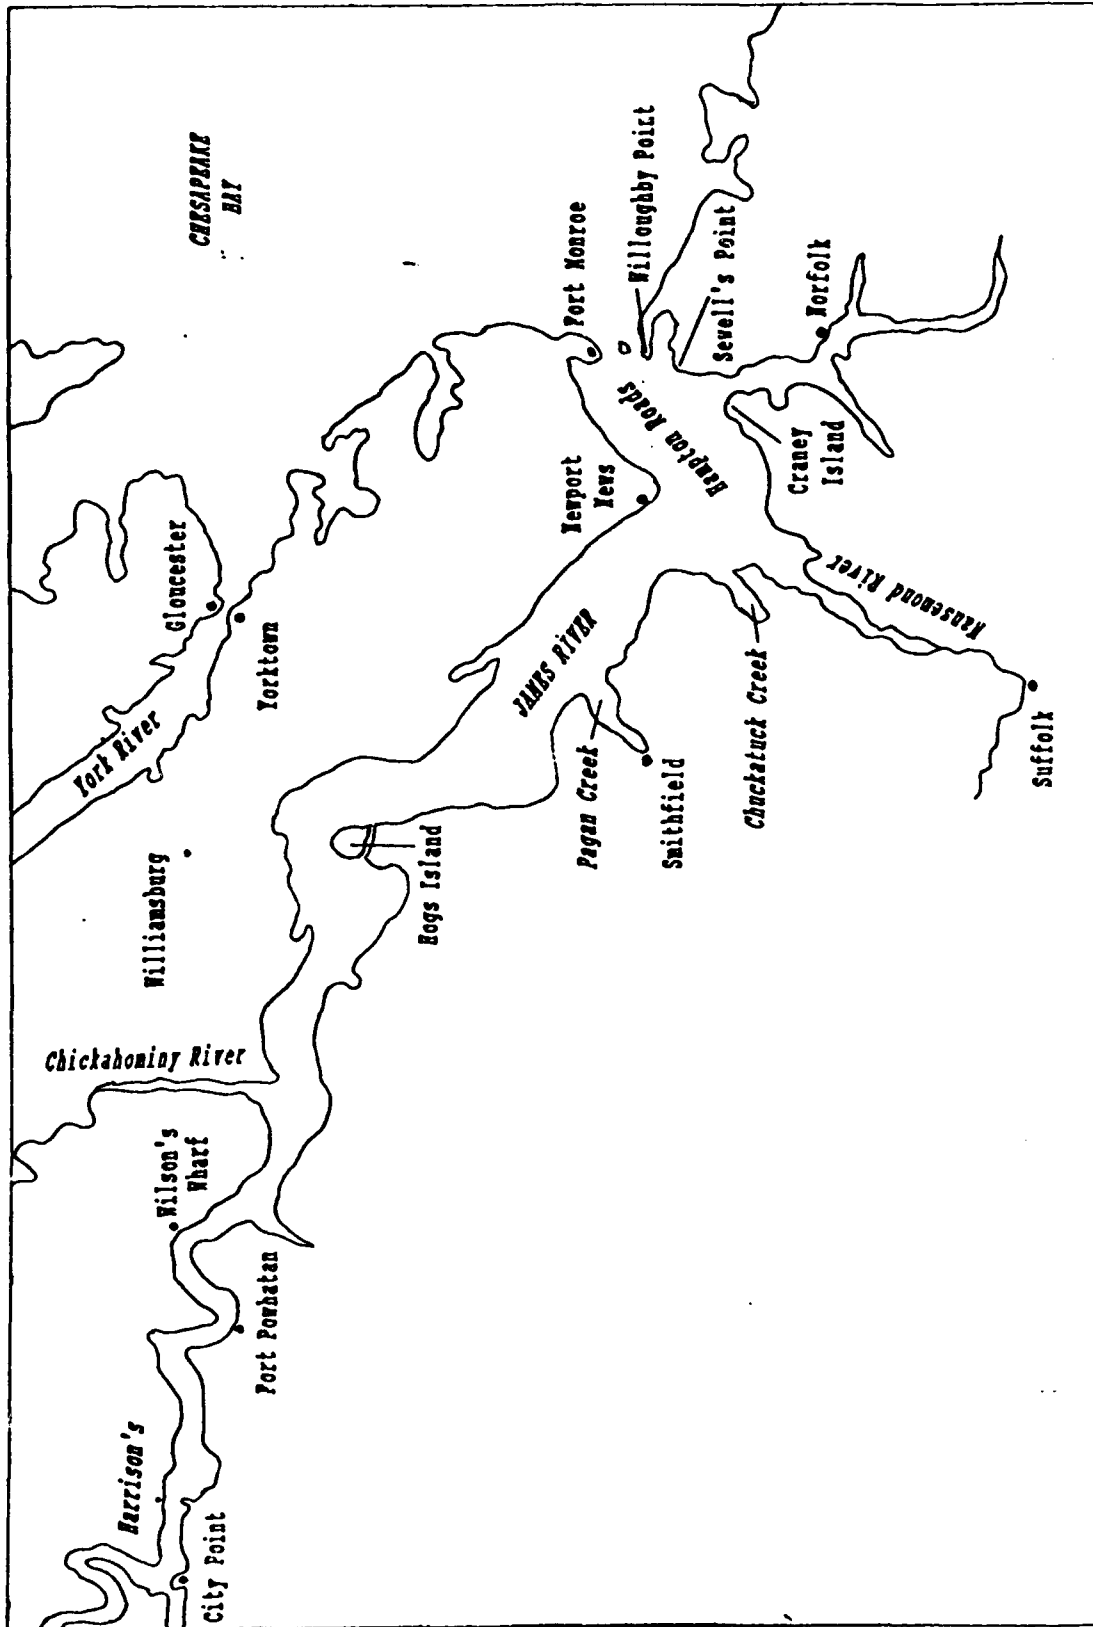 CHESAPEAKE
BAY
Fort Monroe
Willoughby Point
Sewell's Point
Norfolk
Hampton Roads
Craney
Island
Newport
News
Nansemond River
Gloucester
Yorktown
York River
JAMES RIVER
Pagan Creek
Smithfield
Chuckatuck Creek
Suffolk
Williamsburg
Hogs Island
Chickahominy River
Wilson's
Wharf
Fort Powhatan
Harrison's
City Point